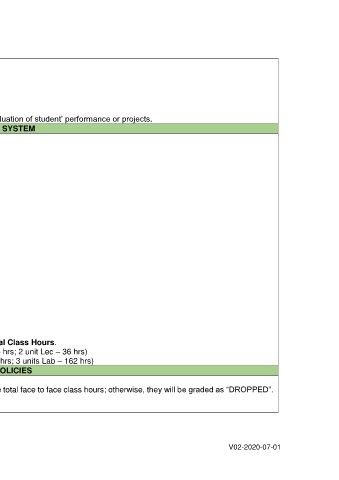 luation of student' performance or projects.
SYSTEM
al Class Hours.
hrs; 2 unit Lec – 36 hrs)
hrs; 3 units Lab – 162 hrs)
OLICIES
total face to face class hours; otherwise, they will be graded as "DROPPED".
V02-2020-07-01